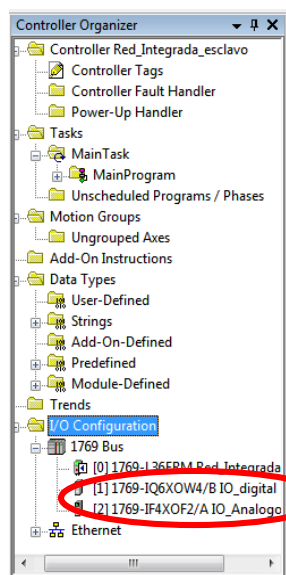 Controller Organizer
Controller Red_Integrada_esclavo
Controller Tags
Controller Fault Handler
Power-Up Handler
Tasks
MainTask
MainProgram
Unscheduled Programs / Phases
Motion Groups
Ungrouped Axes
Add-On Instructions
Data Types
User-Defined
Strings
Add-On-Defined
Predefined
Module-Defined
Trends
I/O Configuration
1769 Bus
[0] 1769-L36ERM Red_Integrada
[1] 1769-IQ6XOW4/B IO_digital
[2] 1769-IF4XOF2/A IO_Analogo
Ethernet